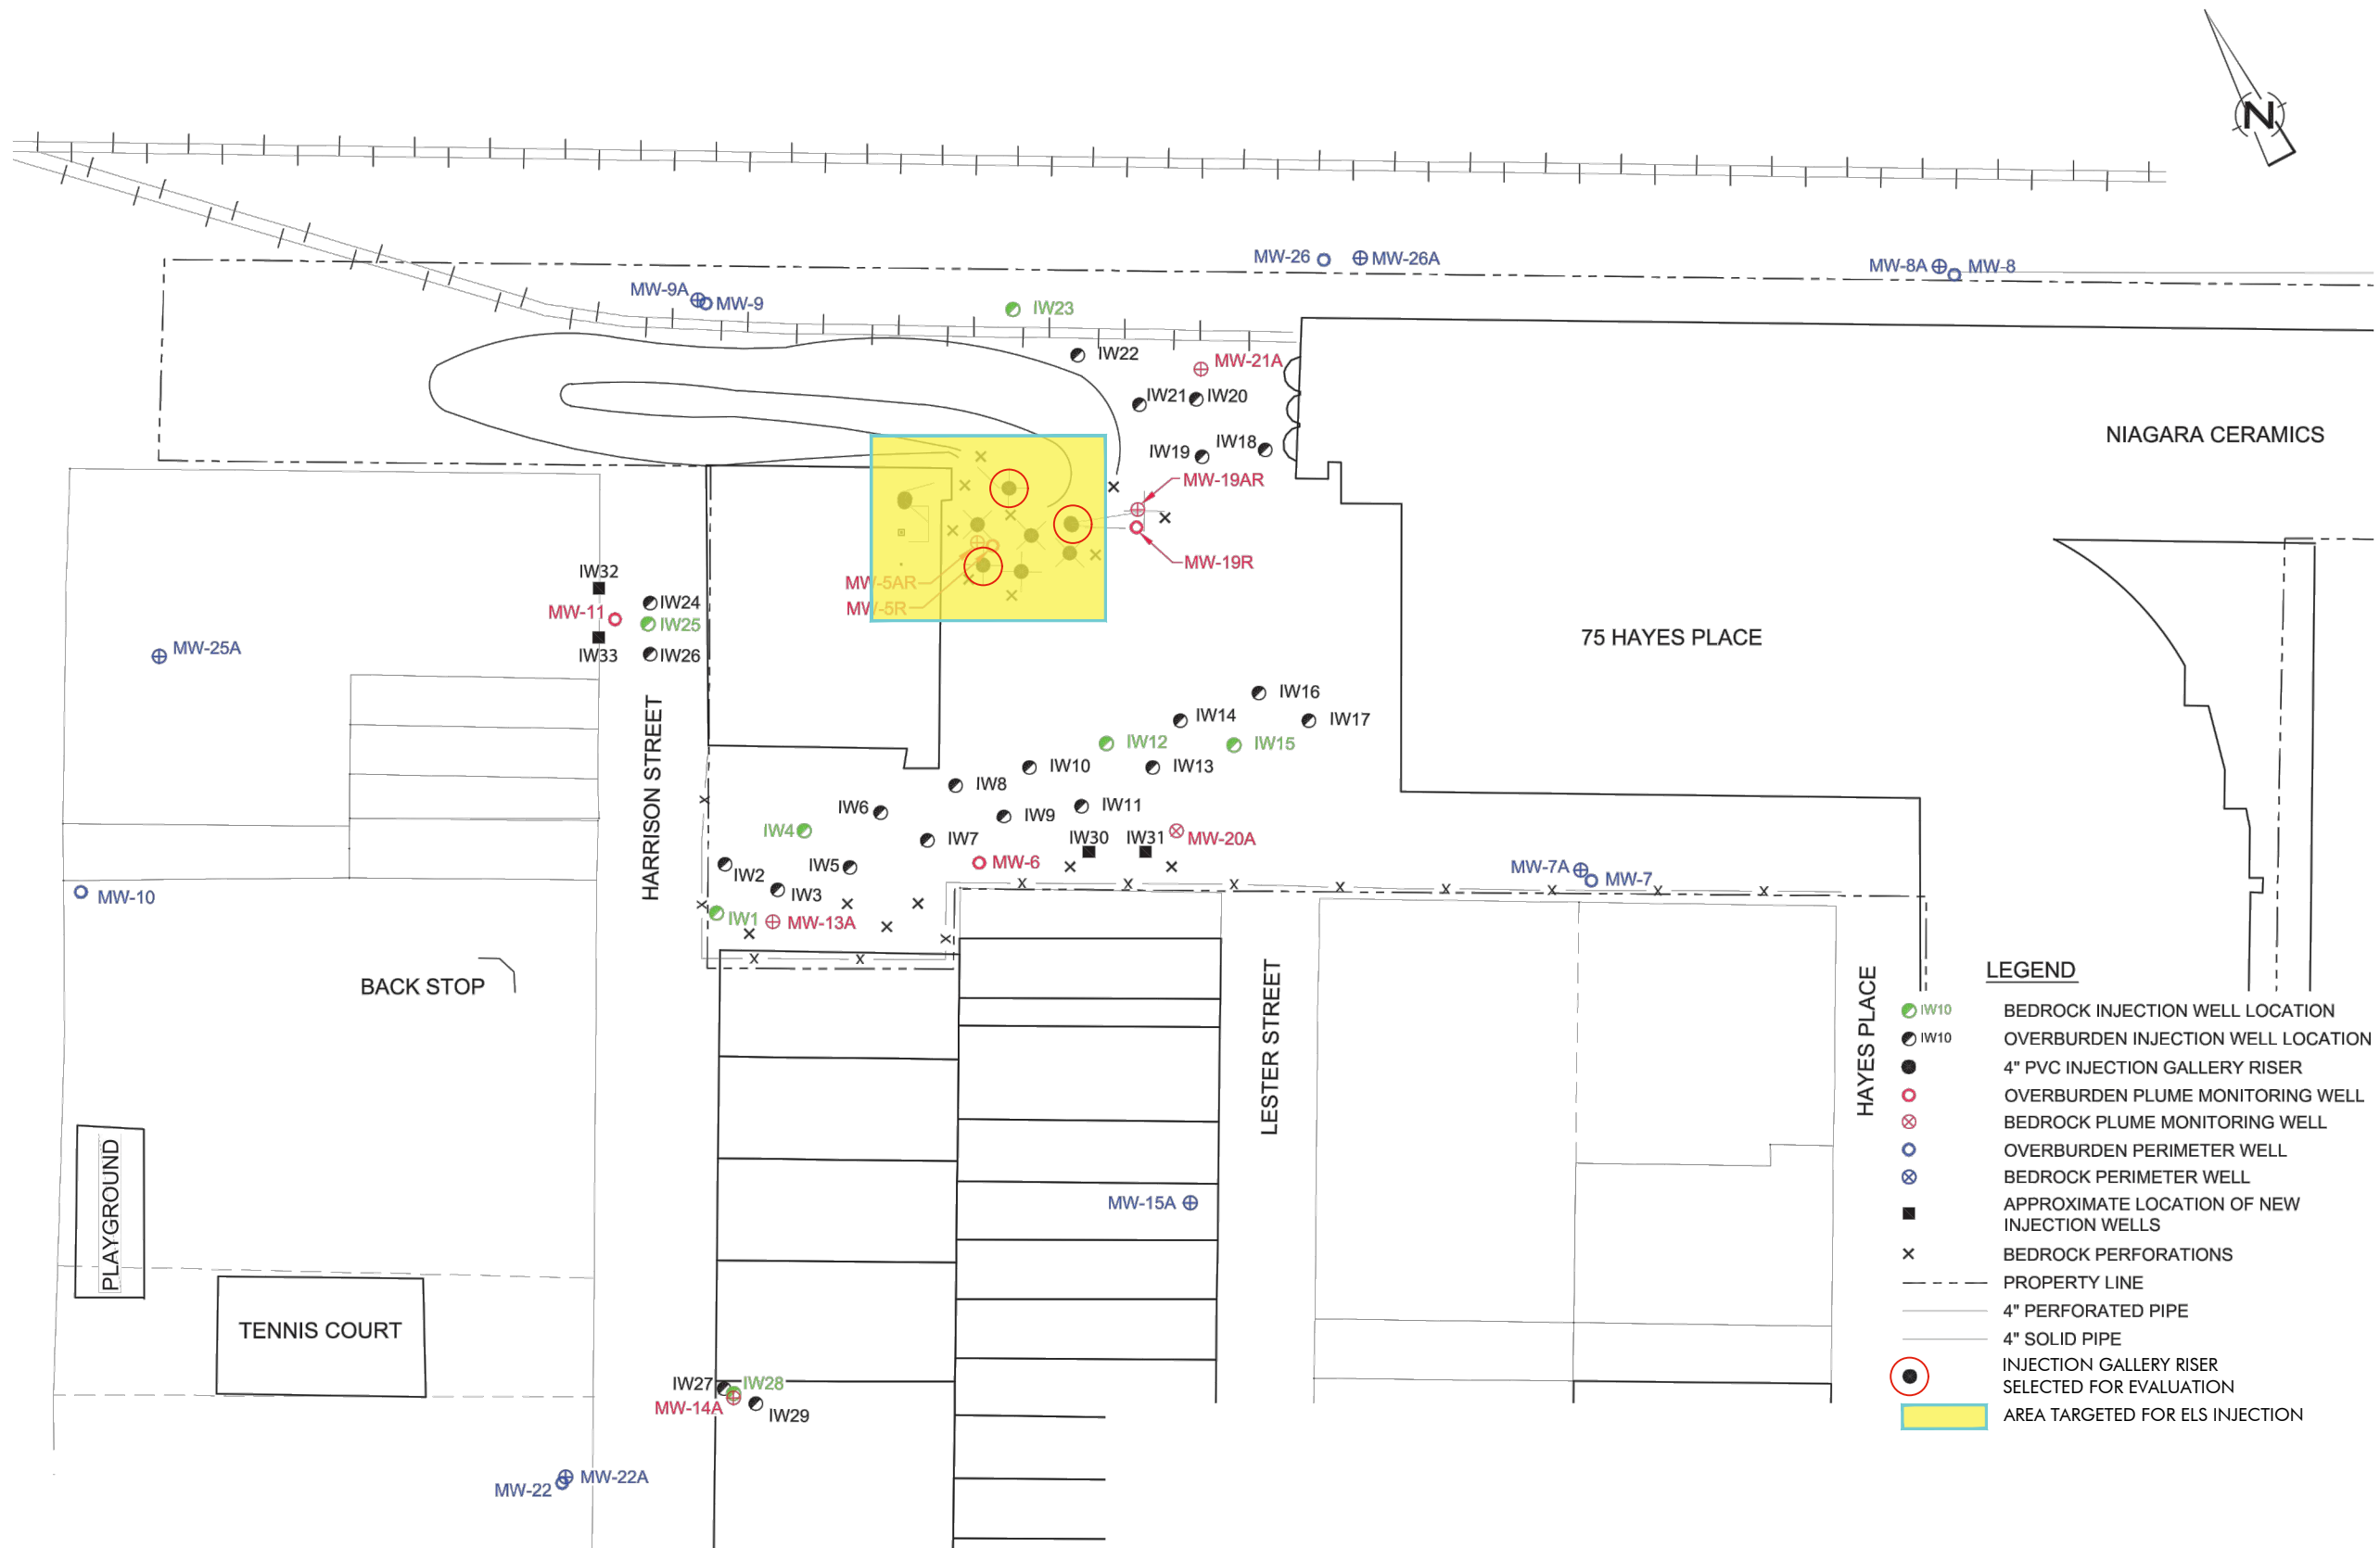 N
MW-26
MW-26A
MW-8A
MW-8
MW-9A
MW-9
IW23
IW22
MW-21A
IW21
IW20
NIAGARA CERAMICS
IW19
IW18
MW-19AR
MW-19R
MW-5AR
MW-5R
IW32
MW-11
IW24
IW25
IW33
IW26
MW-25A
75 HAYES PLACE
HARRISON STREET
IW16
IW14
IW17
IW12
IW15
IW10
IW13
IW8
IW6
IW9
IW11
IW4
IW7
IW30
IW31
MW-20A
IW2
IW5
MW-6
MW-7A
MW-7
IW3
MW-10
IW1
MW-13A
BACK STOP
LESTER STREET
HAYES PLACE
PLAYGROUND
TENNIS COURT
MW-15A
IW27
IW28
MW-14A
IW29
MW-22A
MW-22
LEGEND
IW10 BEDROCK INJECTION WELL LOCATION
IW10 OVERBURDEN INJECTION WELL LOCATION
4" PVC INJECTION GALLERY RISER
OVERBURDEN PLUME MONITORING WELL
BEDROCK PLUME MONITORING WELL
OVERBURDEN PERIMETER WELL
BEDROCK PERIMETER WELL
APPROXIMATE LOCATION OF NEW
INJECTION WELLS
BEDROCK PERFORATIONS
PROPERTY LINE
4" PERFORATED PIPE
4" SOLID PIPE
INJECTION GALLERY RISER
SELECTED FOR EVALUATION
AREA TARGETED FOR ELS INJECTION